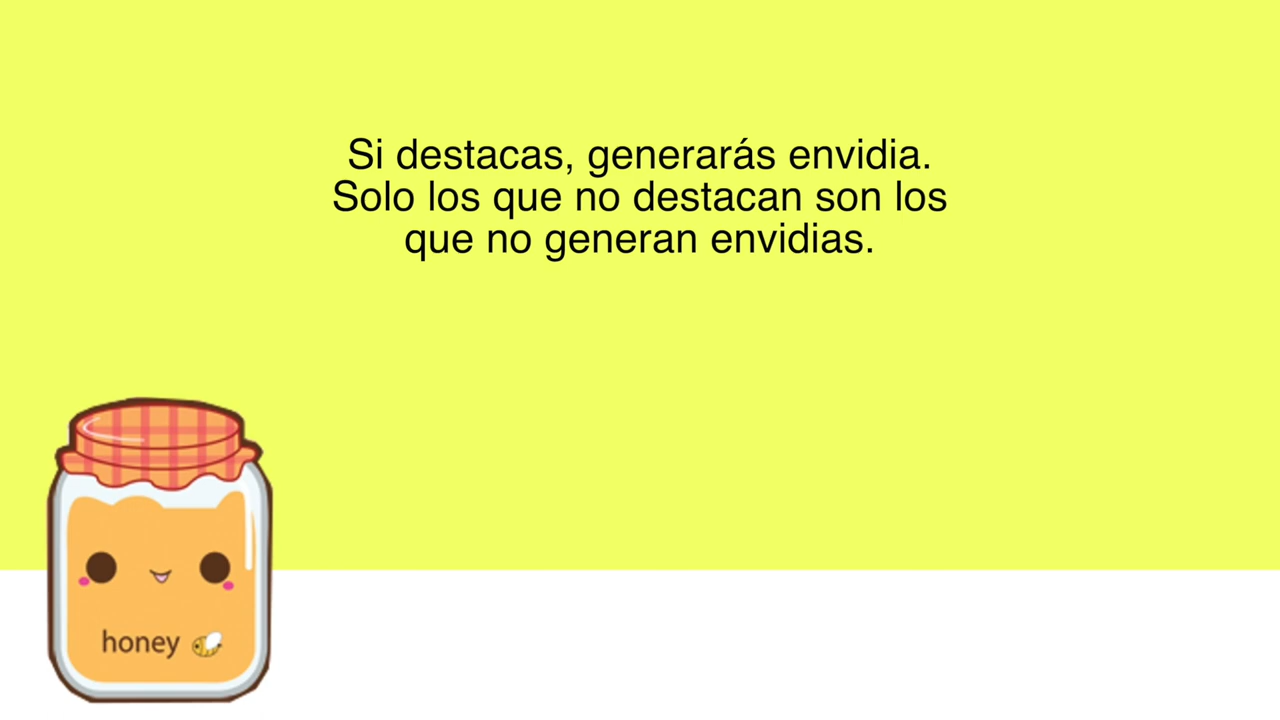 Si destacas, generarás envidia.
Solo los que no destacan son los
que no generan envidias.
honey